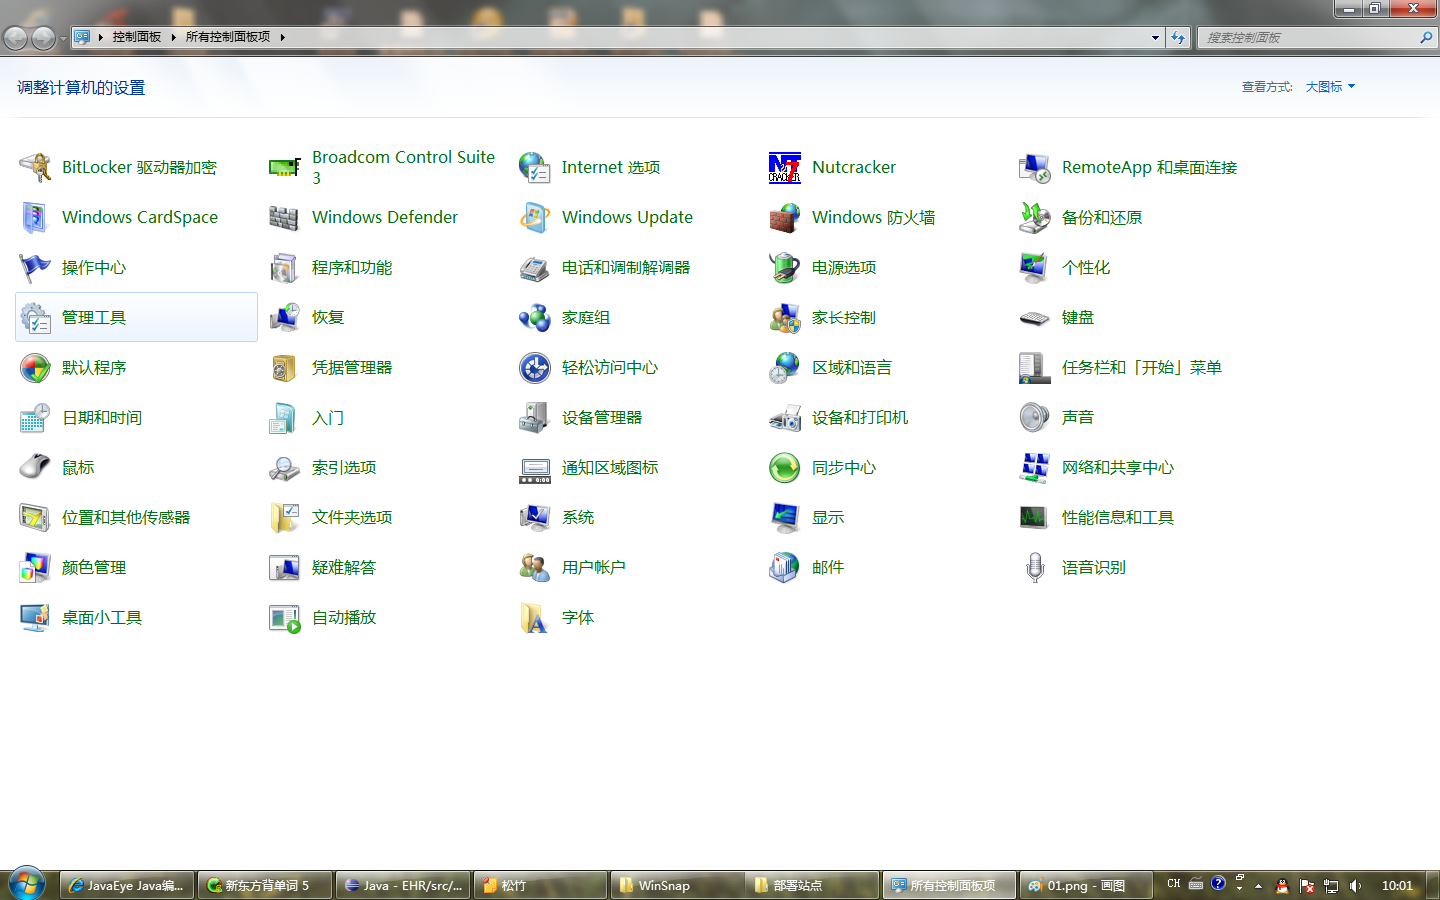 控制面板 所有控制面板项
搜索控制面板
调整计算机的设置
查看方式: 大图标
BitLocker 驱动器加密
Broadcom Control Suite
3
Internet 选项
NT
CRACKER
Nutcracker
RemoteApp 和桌面连接
Windows CardSpace
Windows Defender
Windows Update
Windows 防火墙
备份和还原
操作中心
程序和功能
电话和调制解调器
电源选项
个性化
管理工具
恢复
家庭组
家长控制
键盘
默认程序
凭据管理器
轻松访问中心
区域和语言
任务栏和「开始」菜单
日期和时间
入门
设备管理器
设备和打印机
声音
鼠标
索引选项
通知区域图标
同步中心
网络和共享中心
位置和其他传感器
文件夹选项
系统
显示
性能信息和工具
颜色管理
疑难解答
用户帐户
邮件
语音识别
桌面小工具
自动播放
字体
JavaEye Java编...
新东方背单词 5
Java - EHR/src/...
松竹
WinSnap
部署站点
所有控制面板项
01.png - 画图
CH
10:01